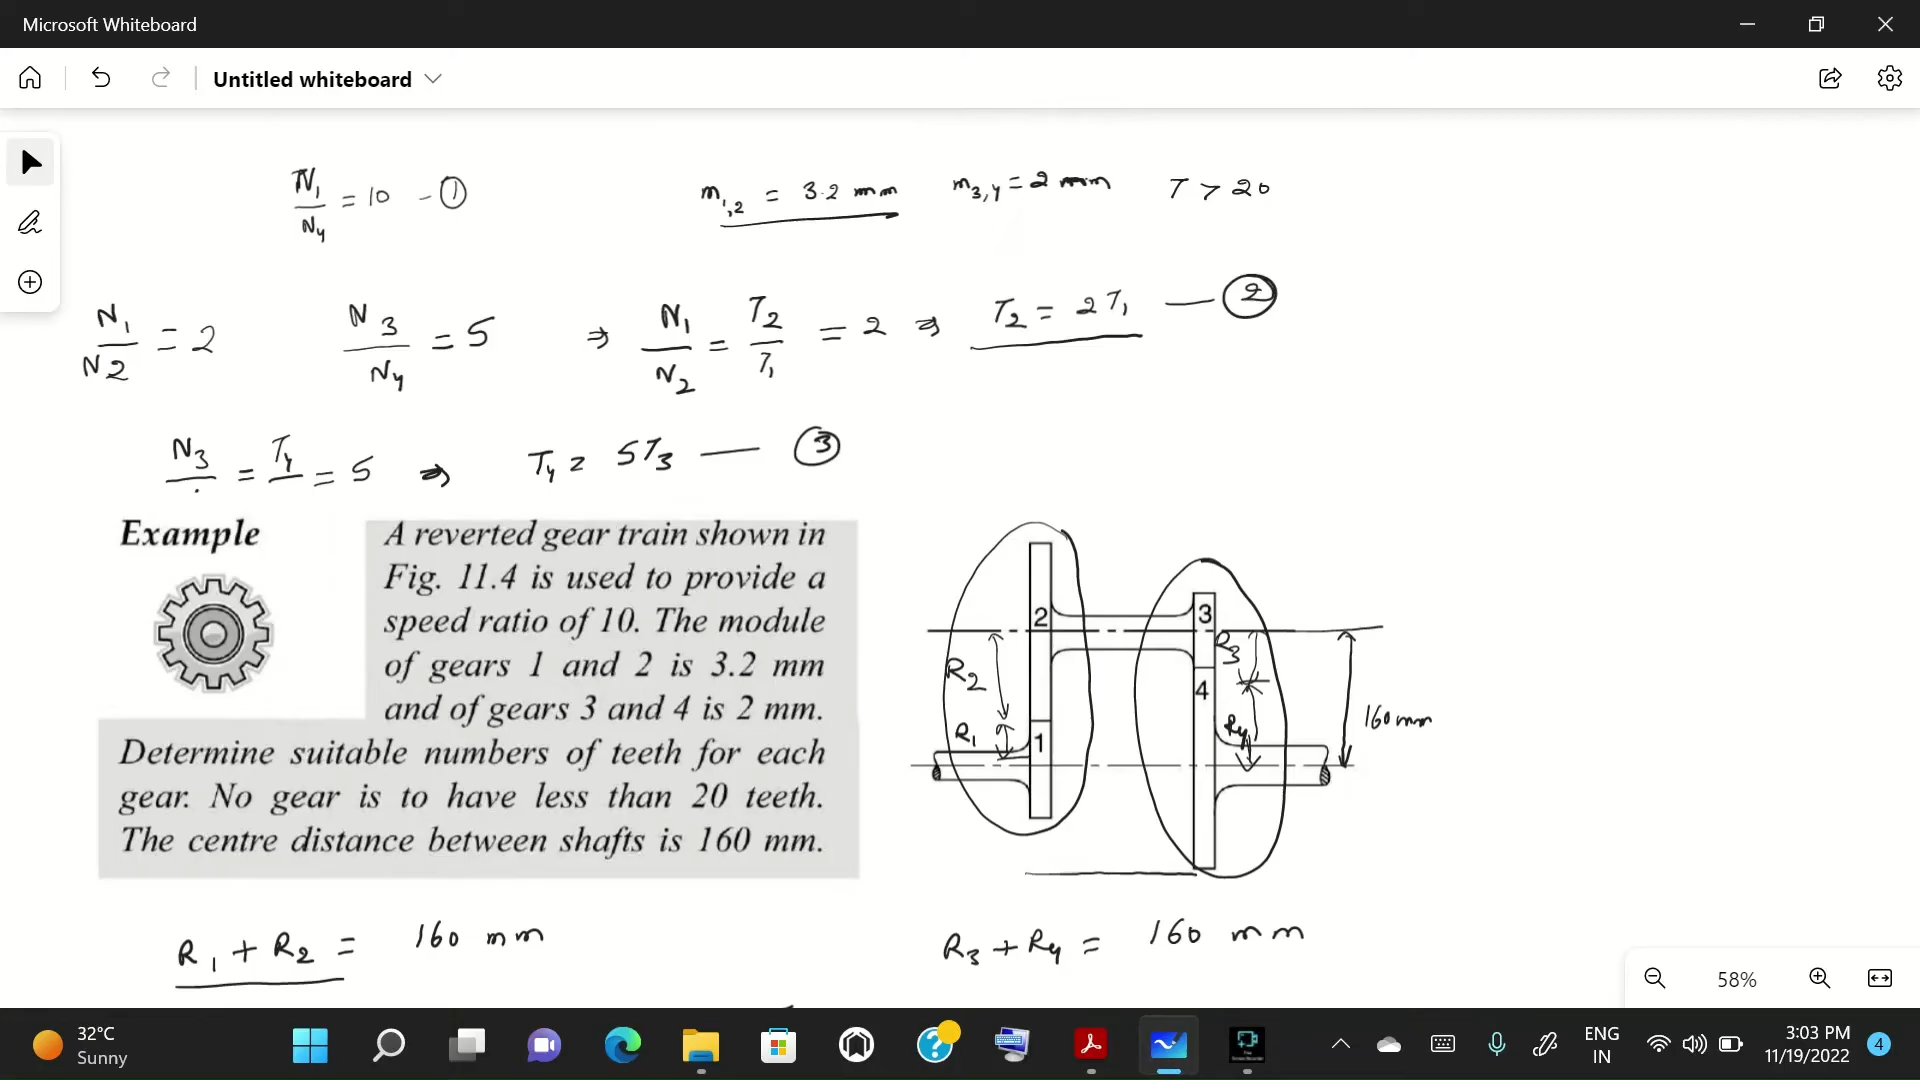 Microsoft Whiteboard
Untitled whiteboard
N₁/N₄ = 10 - ①
m₁,₂ = 3.2 mm
m₃,₄ = 2 mm
T > 20
N₁/N2 = 2
N3/N₄ = 5
⇒ N₁/N₂ = T₂/T₁ = 2 ⇒ T₂ = 2T₁ — ②
N₃/ = T₄/ = 5 ⇒ T₄ = 5T₃ — ③
Example
A reverted gear train shown in
Fig. 11.4 is used to provide a
speed ratio of 10. The module
of gears 1 and 2 is 3.2 mm
and of gears 3 and 4 is 2 mm.
Determine suitable numbers of teeth for each
gear. No gear is to have less than 20 teeth.
The centre distance between shafts is 160 mm.
2
3
R₂
R₃
4
R₁
1
R₄
160 mm
R₁ + R₂ = 160 mm
R₃ + R₄ = 160 mm
58%
32°C
Sunny
ENG
IN
3:03 PM
11/19/2022
4